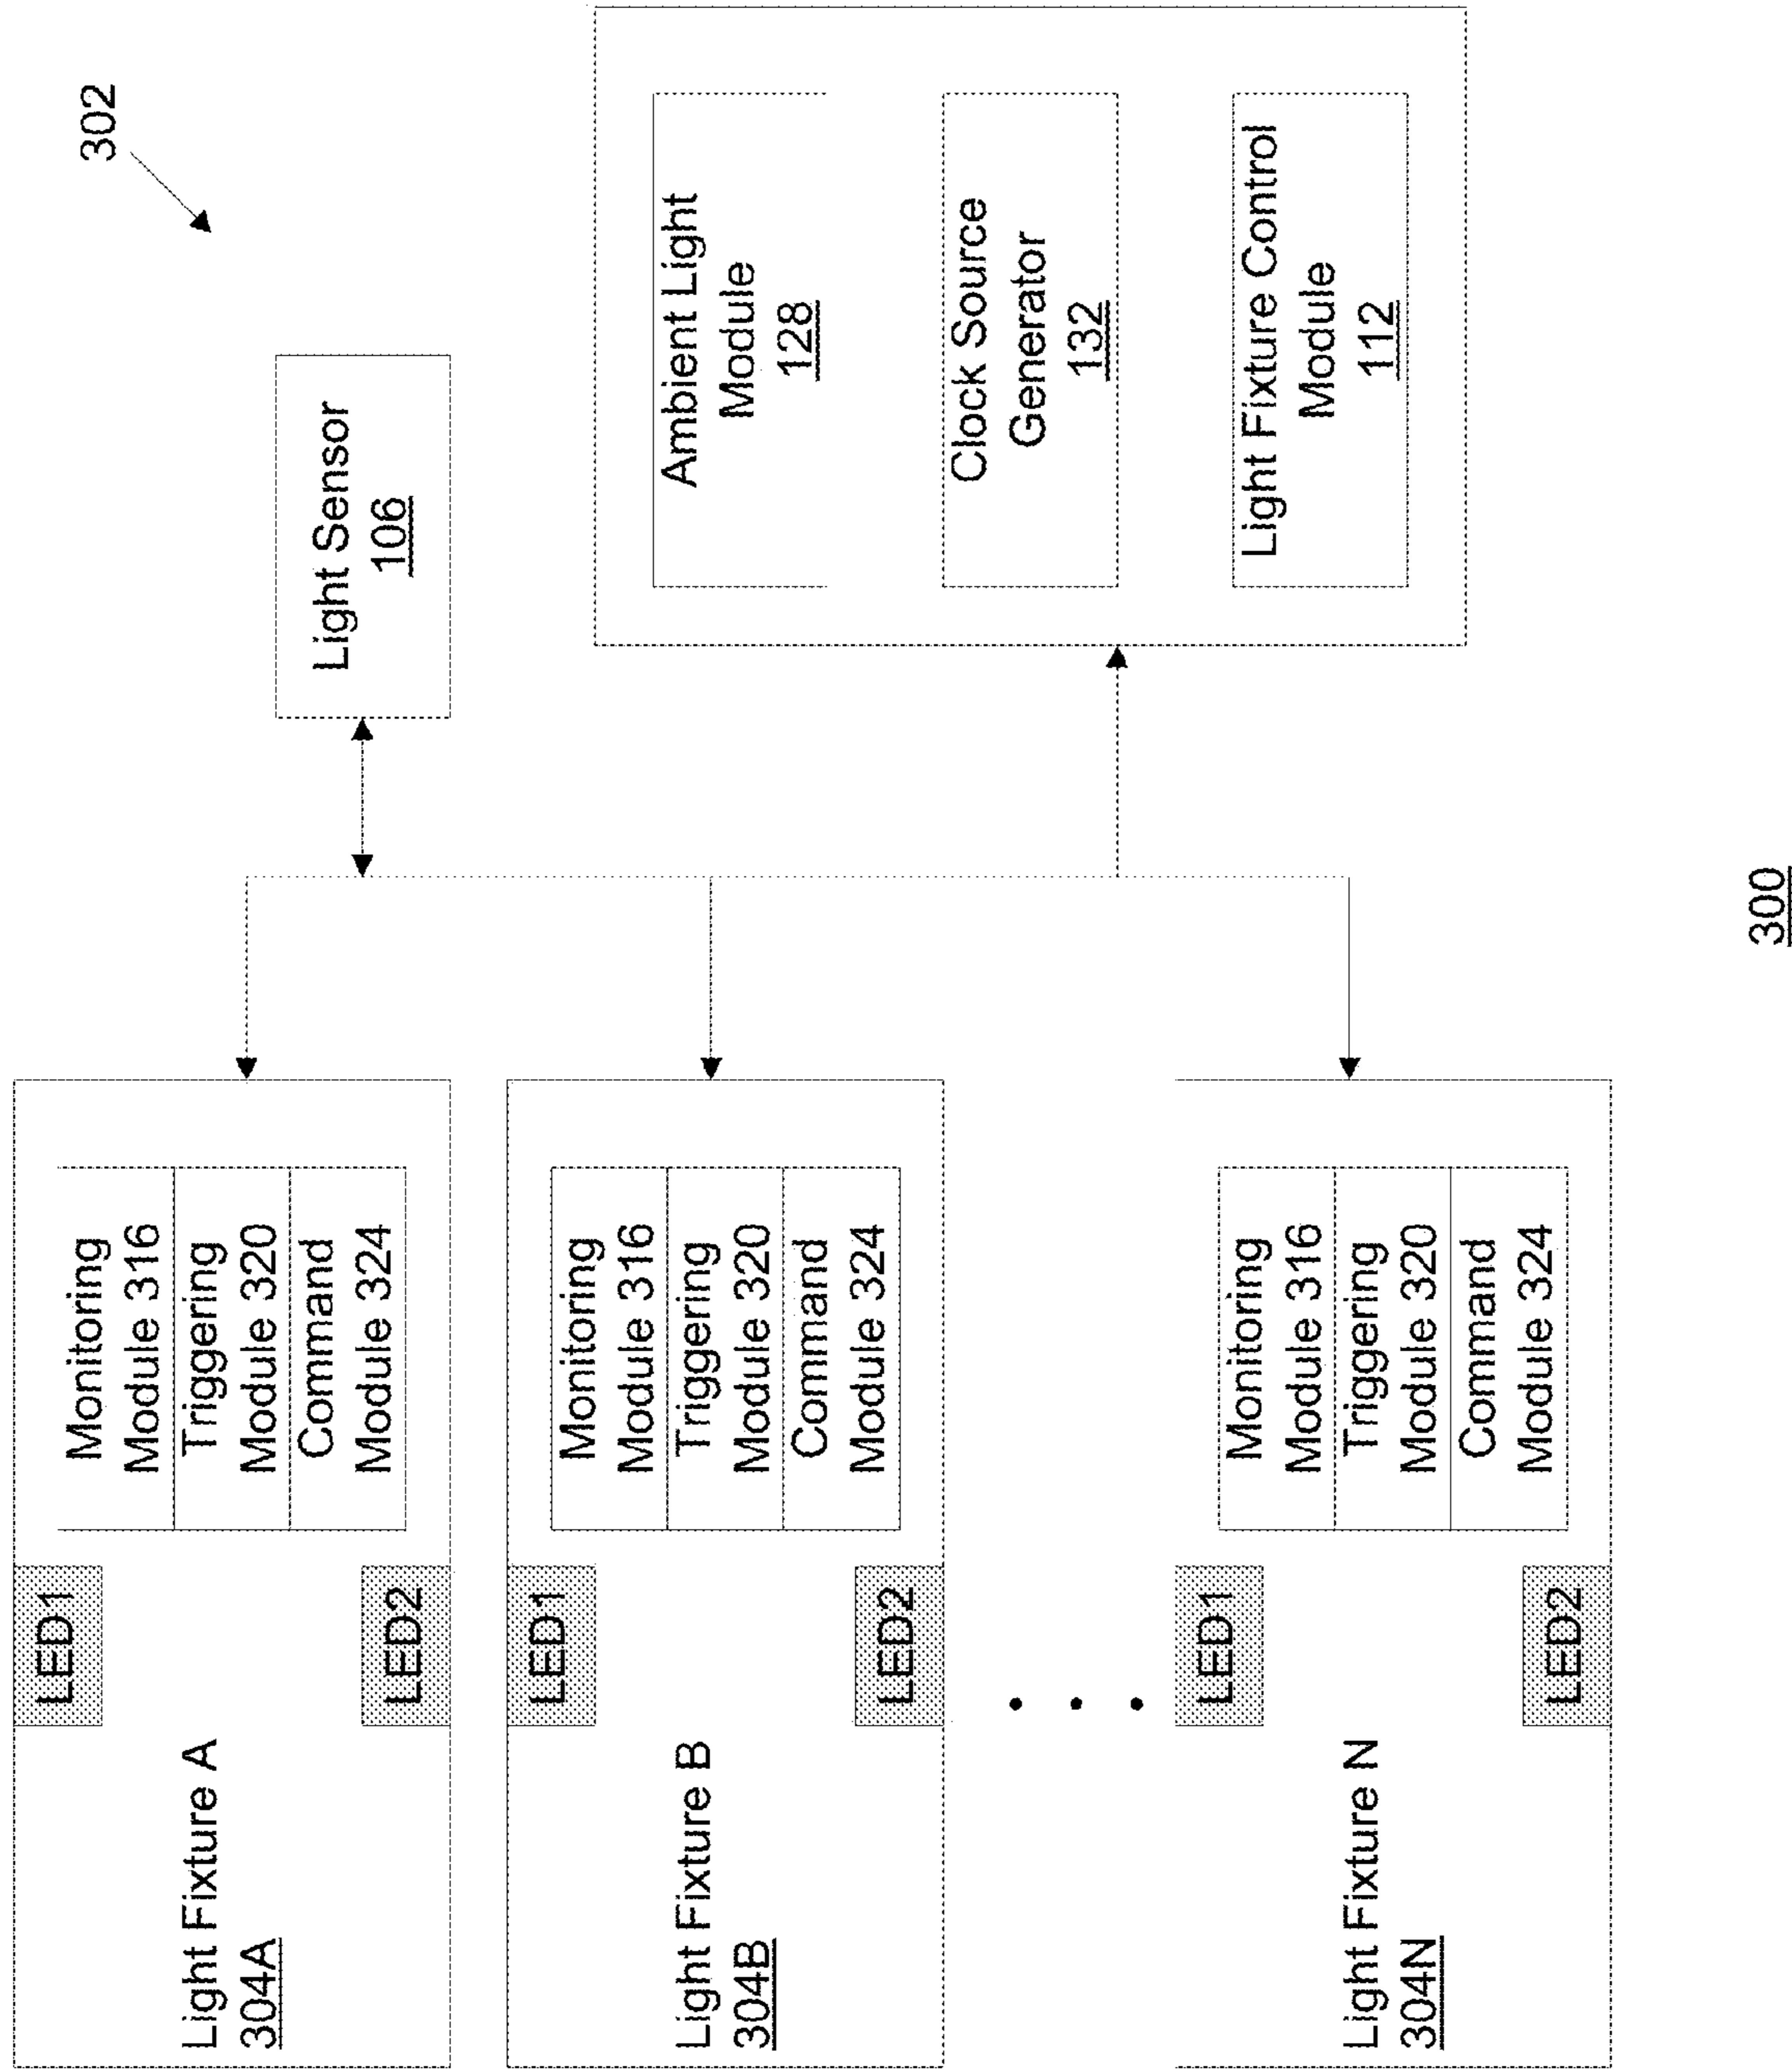 302
Light Sensor
106
Ambient Light
Module
128
Clock Source
Generator
132
Light Fixture Control
Module
112
LED1
Light Fixture A
304A
LED2
Monitoring
Module 316
Triggering
Module 320
Command
Module 324
LED1
Light Fixture B
304B
LED2
Monitoring
Module 316
Triggering
Module 320
Command
Module 324
LED1
Light Fixture N
304N
LED2
Monitoring
Module 316
Triggering
Module 320
Command
Module 324
300